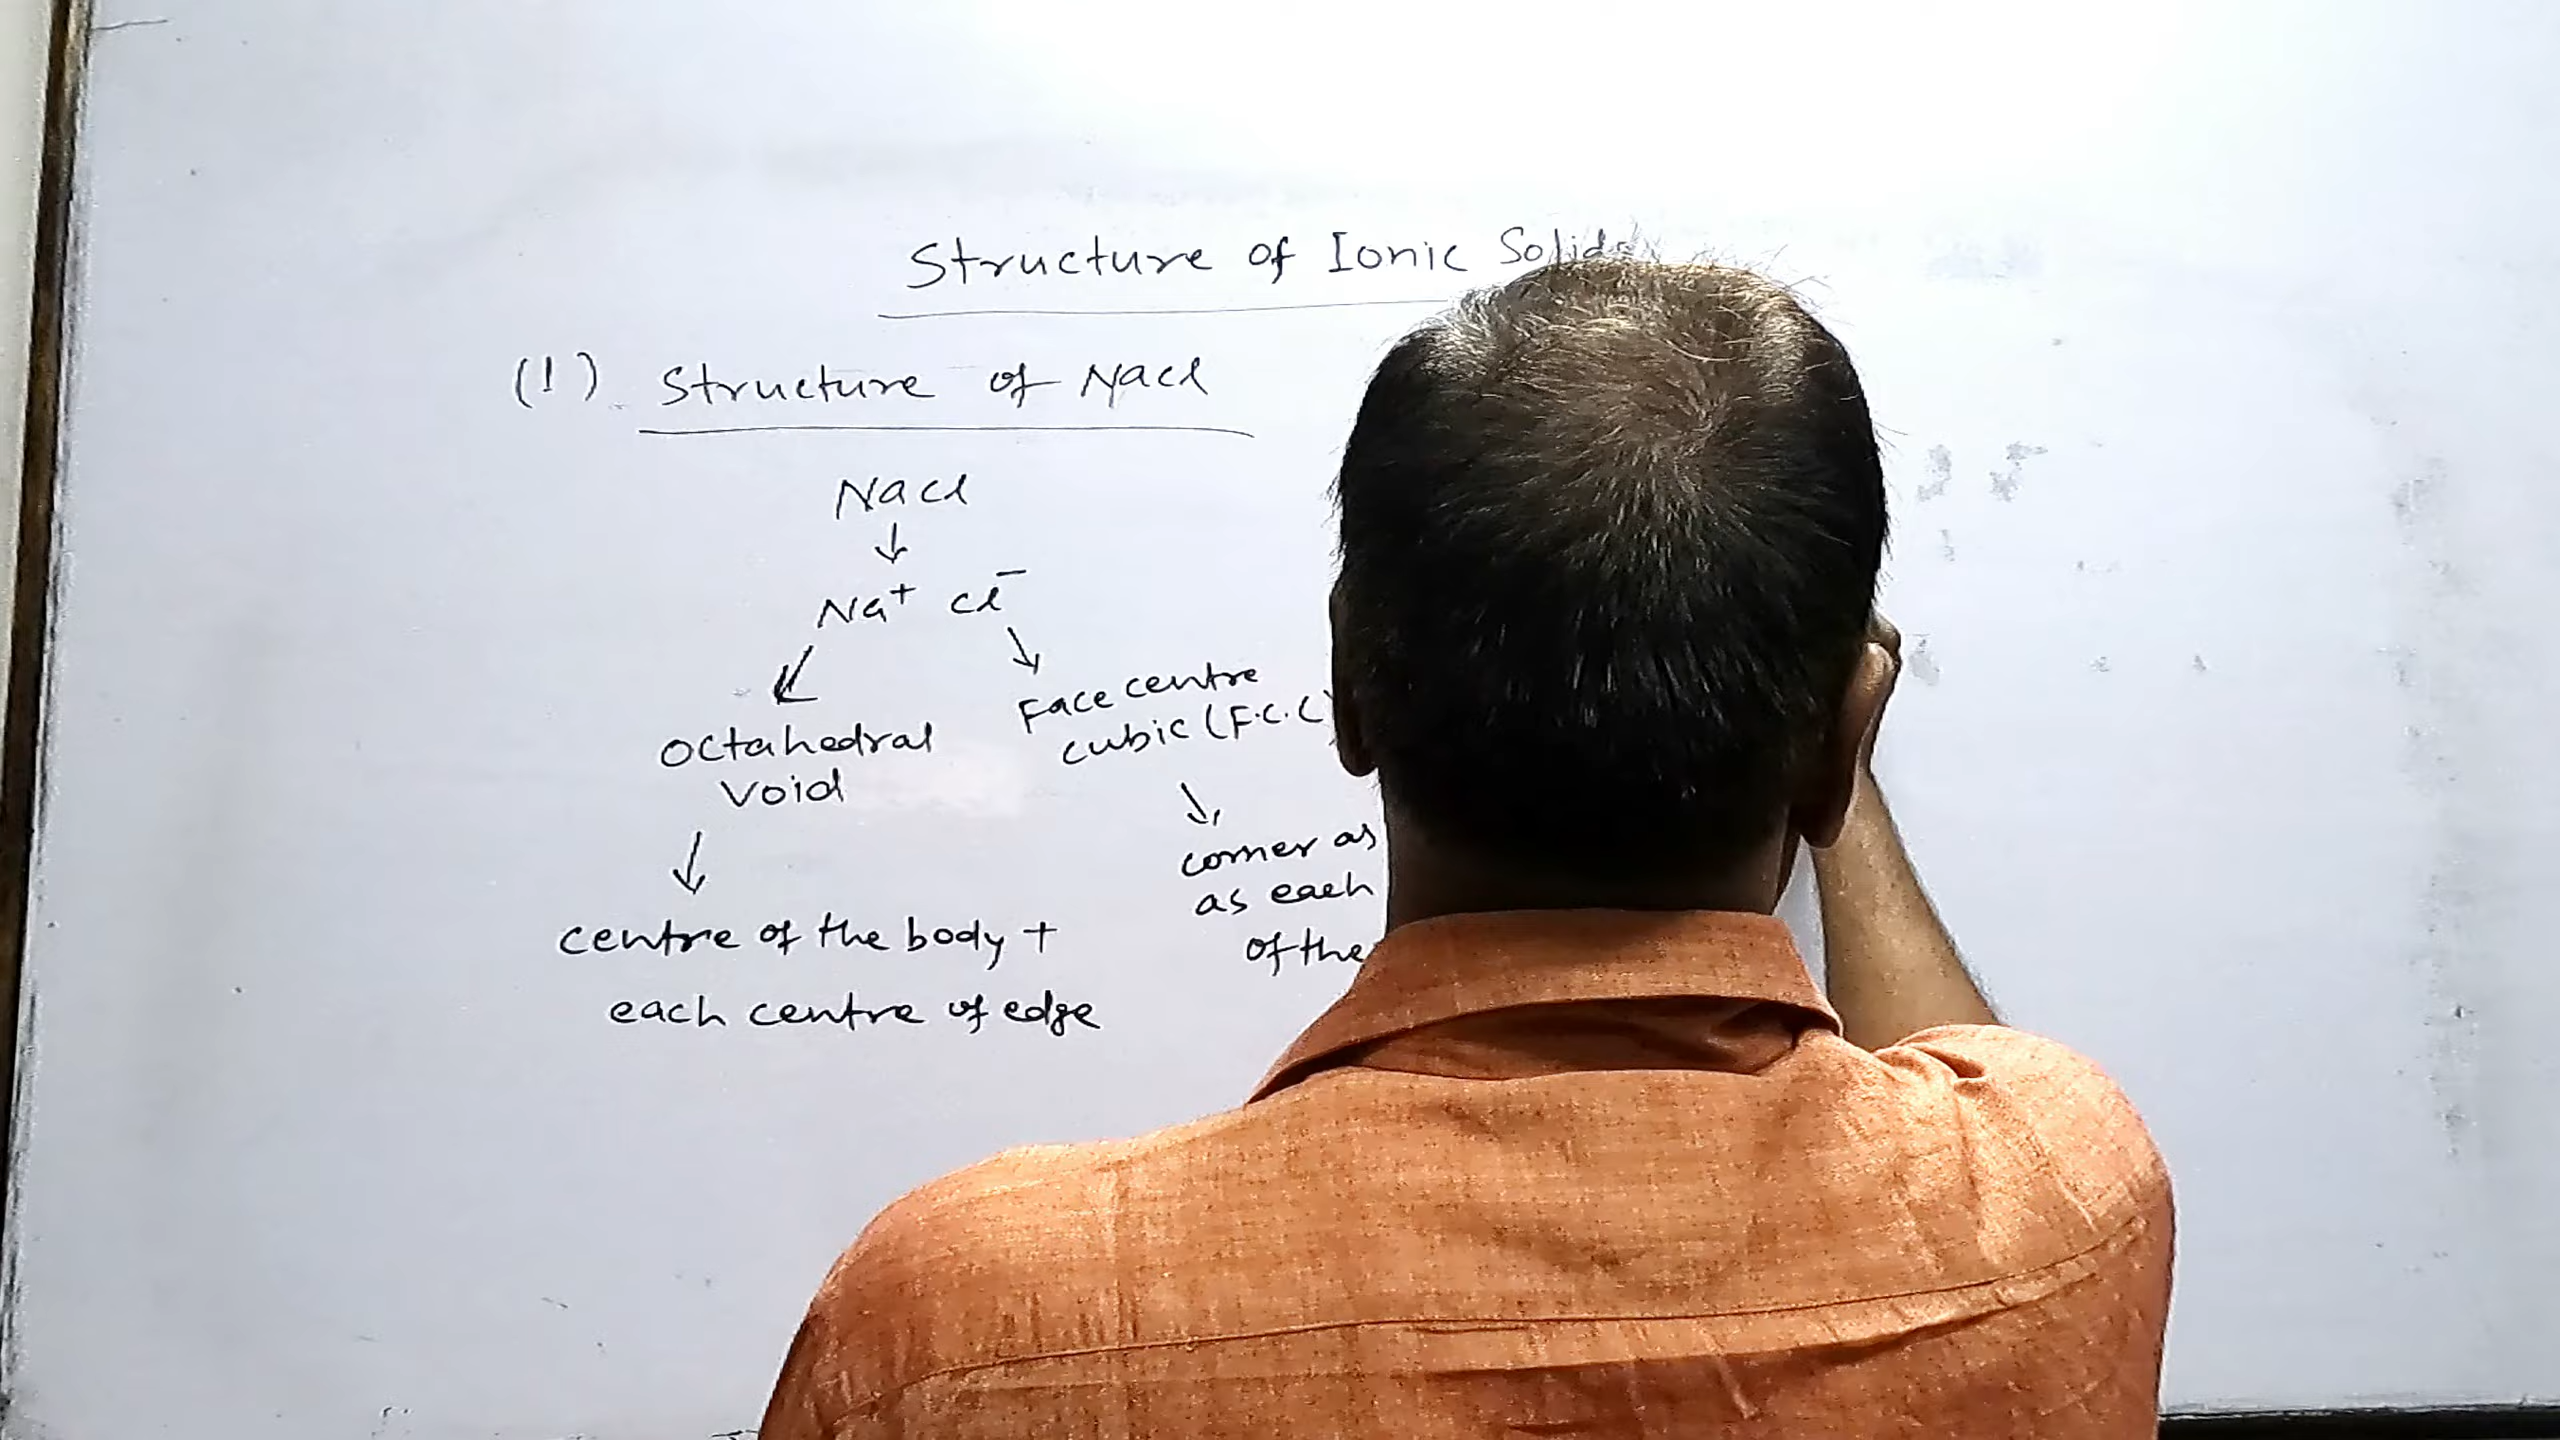 Structure of Ionic Solids
(1) Structure of NaCl
NaCl
↓
Na⁺ Cl⁻
Octahedral
void
Face centre
cubic (F.C.C)
↓
corner as
as each
of the
centre of the body +
each centre of edge